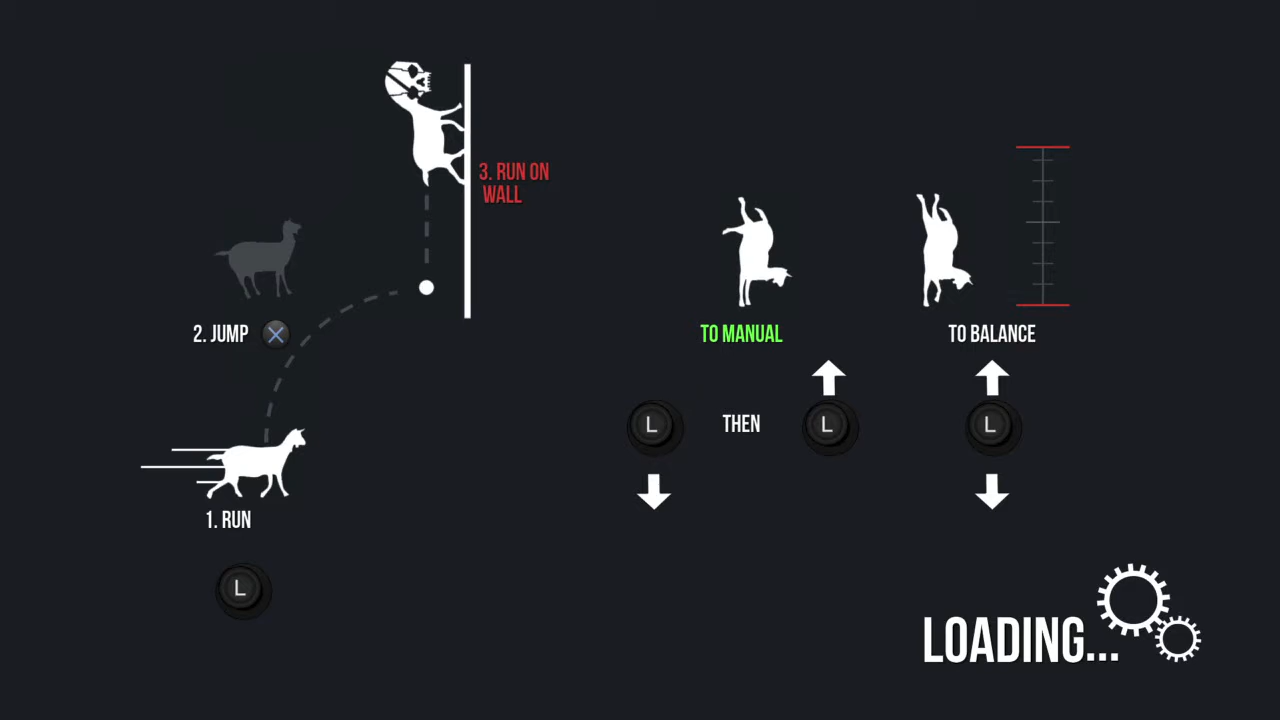 3. RUN ON
WALL
2. JUMP
TO MANUAL
TO BALANCE
L
THEN
L
L
1. RUN
L
LOADING...